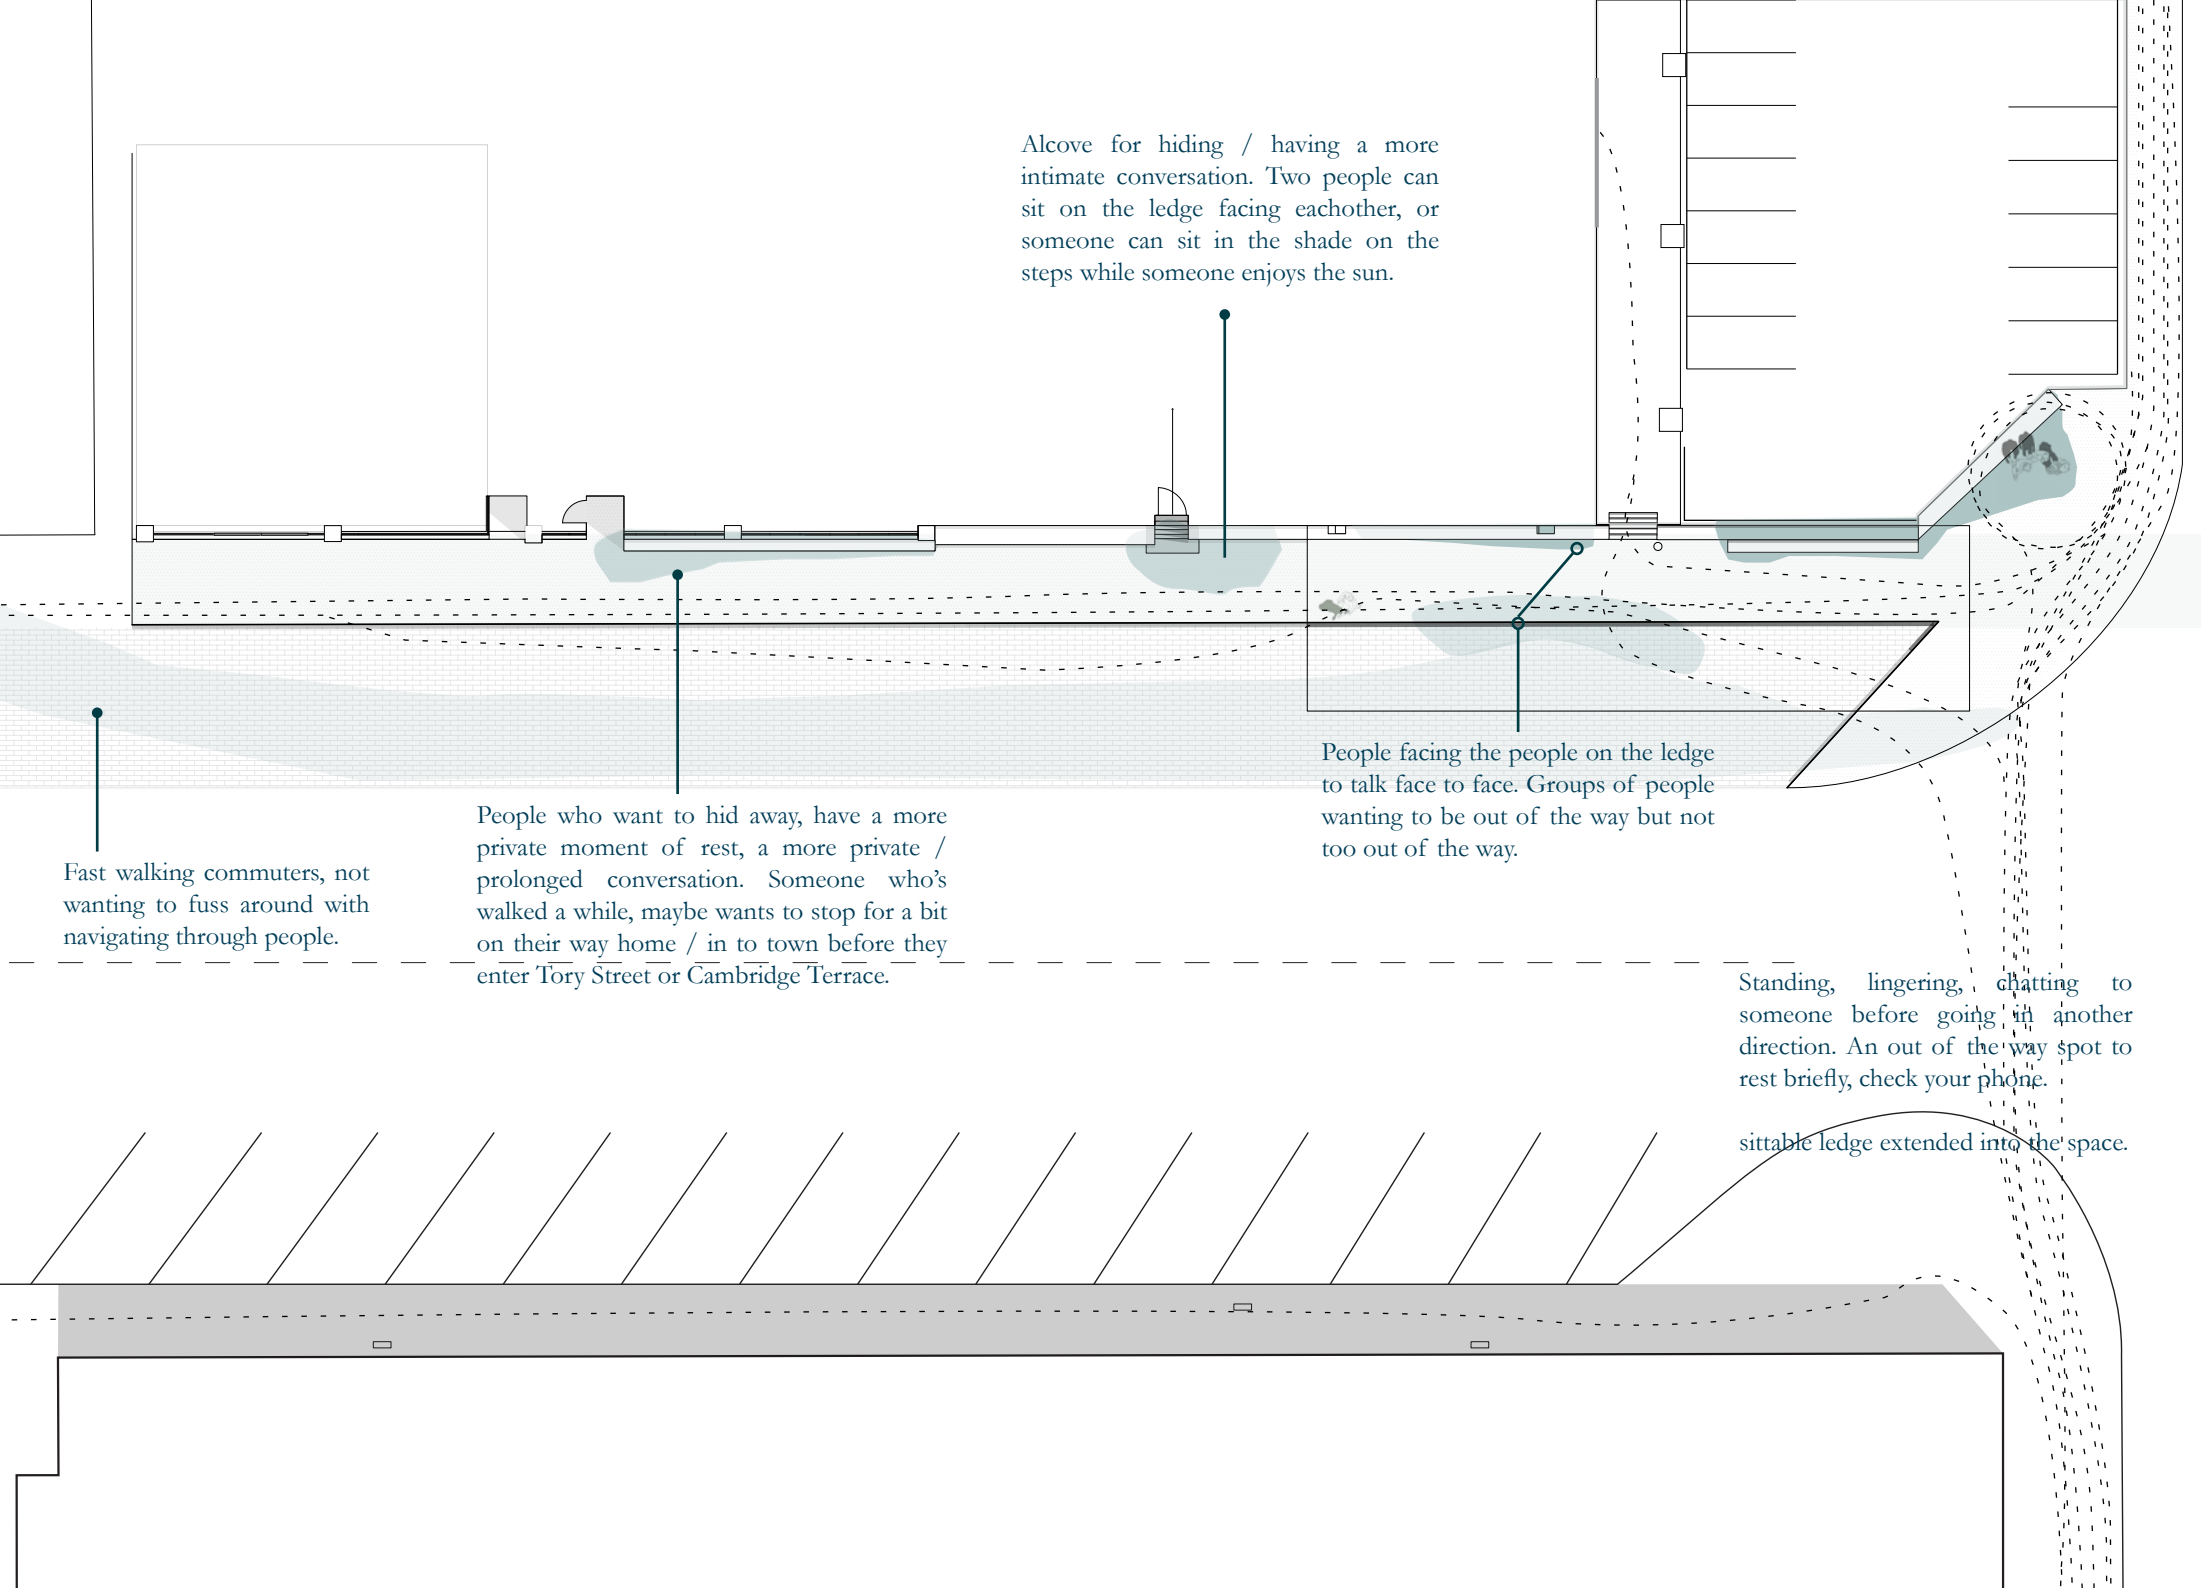 Alcove for hiding / having a more
intimate conversation. Two people can
sit on the ledge facing eachother, or
someone can sit in the shade on the
steps while someone enjoys the sun.
People facing the people on the ledge
to talk face to face. Groups of people
wanting to be out of the way but not
too out of the way.
People who want to hid away, have a more
private moment of rest, a more private /
prolonged conversation. Someone who's
walked a while, maybe wants to stop for a bit
on their way home / in to town before they
enter Tory Street or Cambridge Terrace.
Fast walking commuters, not
wanting to fuss around with
navigating through people.
Standing, lingering, chatting to
someone before going in another
direction. An out of the way spot to
rest briefly, check your phone.
sittable ledge extended into the space.